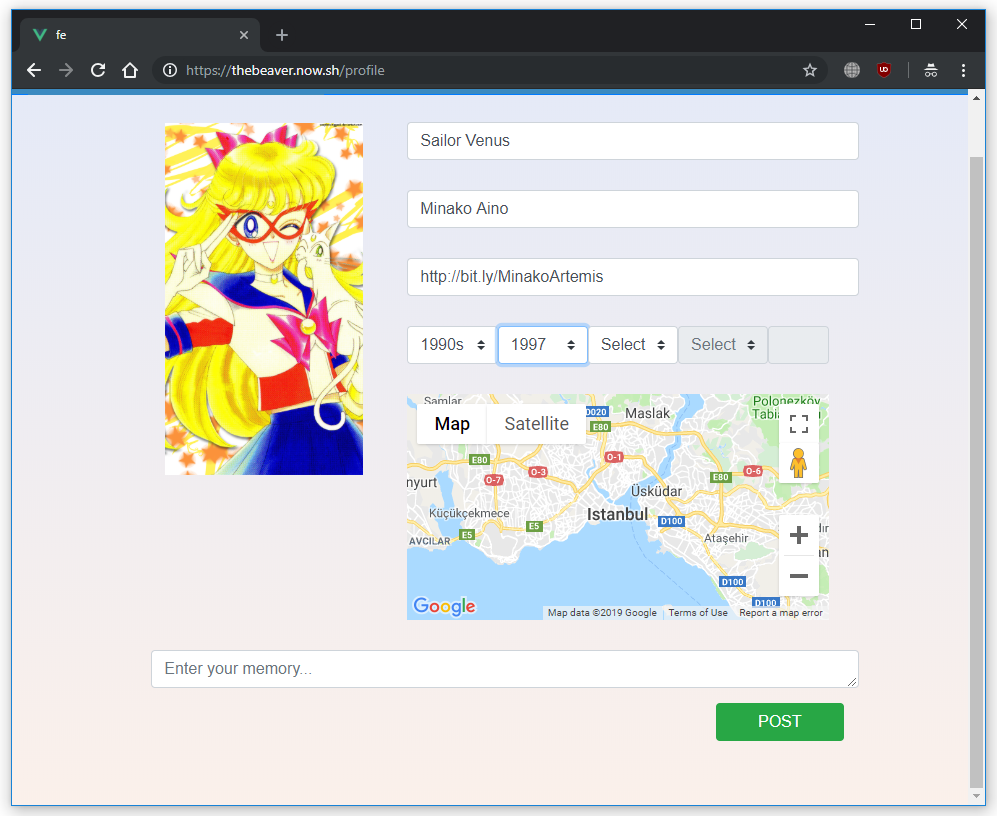 fe
https://thebeaver.now.sh/profile
Sailor Venus
Minako Aino
http://bit.ly/MinakoArtemis
1990s 1997 Select Select
Samlar
Map Satellite
D020
E80
Maslak
Polonezköy
O-1
E80
O-3
O-7
E80
O-6
nyurt
Üsküdar
Küçükçekmece
Istanbul
D100
E5
E5
AVCILAR
Ataşehir
D100
D100
Google
Map data ©2019 Google
Terms of Use
Report a map error
Enter your memory...
POST